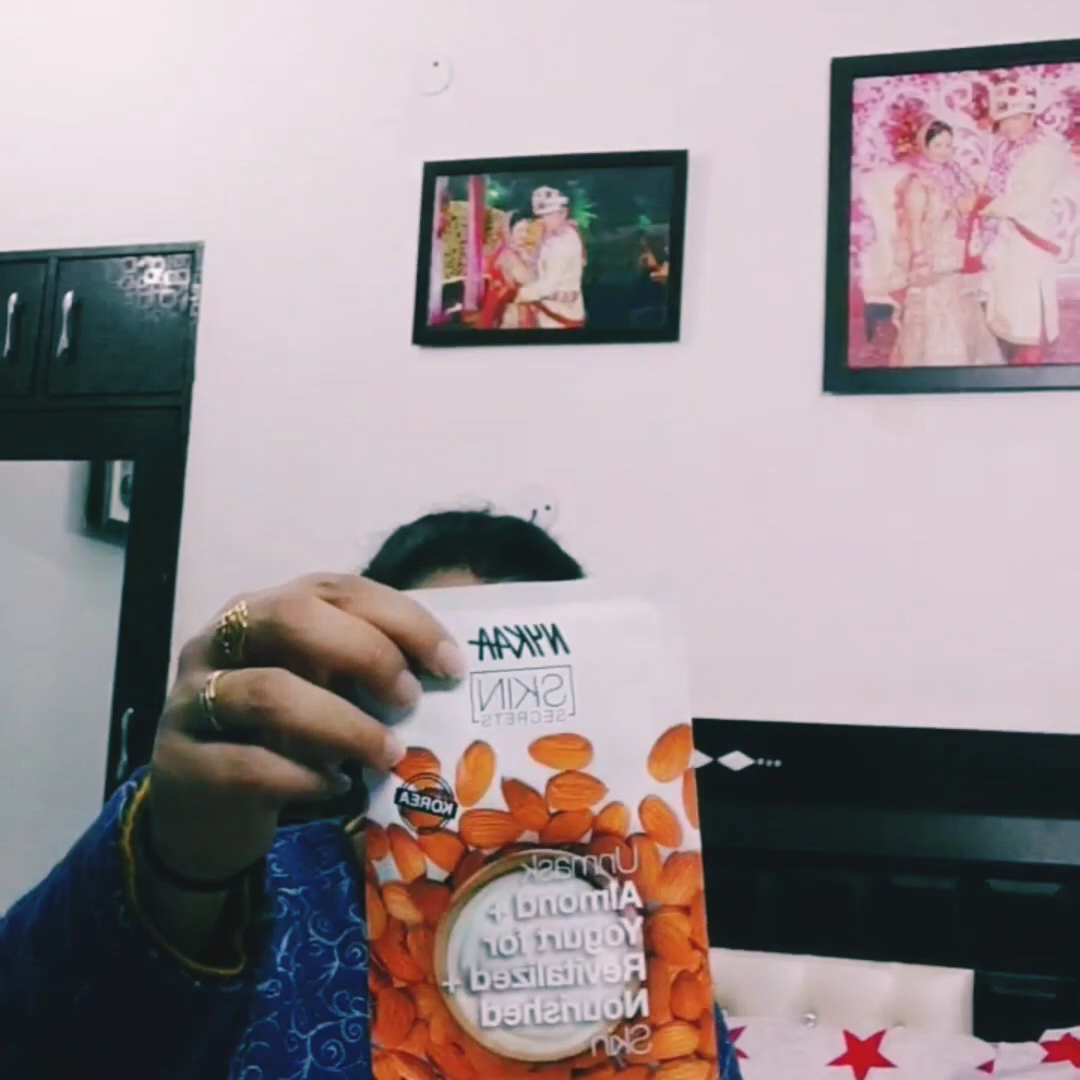 NYKAA
SKIN
SECRETS
KOREA
Unmask
Almond +
Yogurt for
Revitalized +
Nourished
Skin